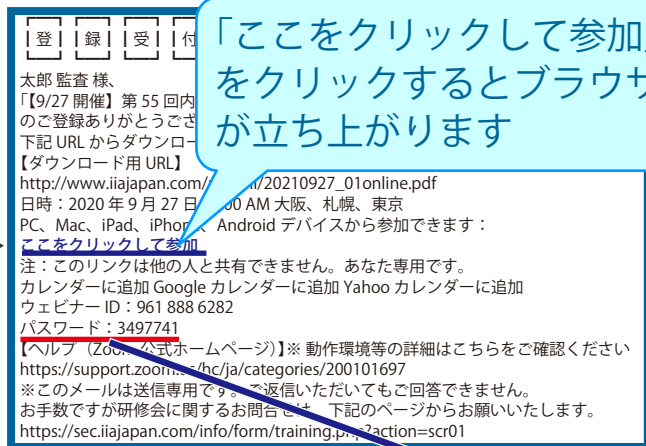 登 録 受 付
「ここをクリックして参加
をクリックするとブラウザ
が立ち上がります
太郎 監査 様、
「【9/27 開催】第 55 回内
のご登録ありがとうござ
下記 URL からダウンロー
【ダウンロード用 URL】
http://www.iiajapan.com/ /20210927_01online.pdf
日時：2020 年 9 月 27 日 00 AM 大阪、札幌、東京
PC、Mac、iPad、iPhon Android デバイスから参加できます：
ここをクリックして参加
注：このリンクは他の人と共有できません。あなた専用です。
カレンダーに追加 Google カレンダーに追加 Yahoo カレンダーに追加
ウェビナー ID：961 888 6282
パスワード：3497741
【ヘルプ（Zoom 公式ホームページ）】※ 動作環境等の詳細はこちらをご確認ください
https://support.zoom. /hc/ja/categories/200101697
※このメールは送信専用です。ご返信いただいてもご回答できません。
お手数ですが研修会に関するお問合せは、下記のページからお願いいたします。
https://sec.iiajapan.com/info/form/training.php?action=scr01